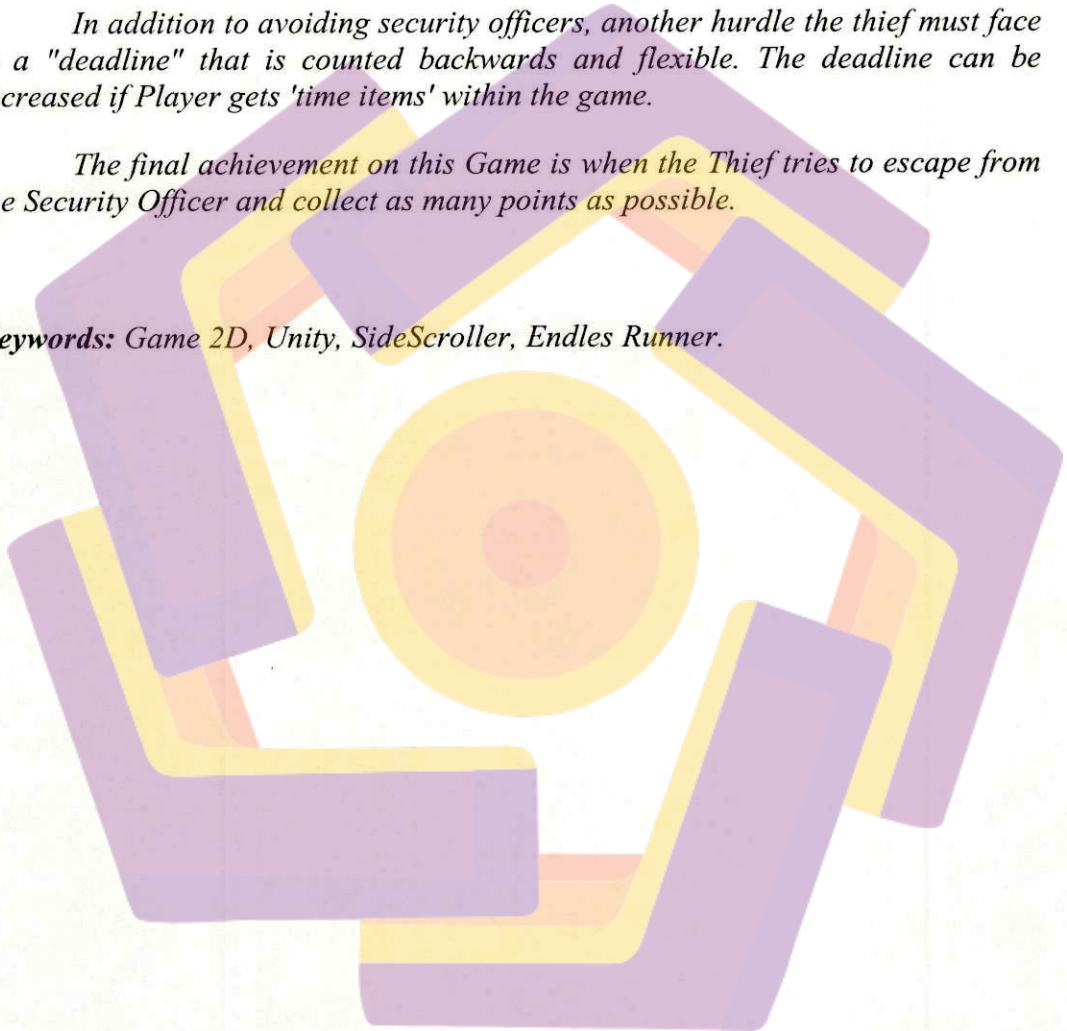 In addition to avoiding security officers, another hurdle the thief must face
a "deadline" that is counted backwards and flexible. The deadline can be
creased if Player gets 'time items' within the game.
The final achievement on this Game is when the Thief tries to escape from
e Security Officer and collect as many points as possible.
eywords: Game 2D, Unity, SideScroller, Endles Runner.